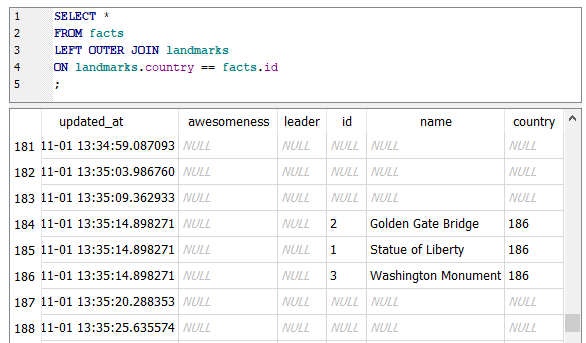 1 SELECT *
2 FROM facts
3 LEFT OUTER JOIN landmarks
4 ON landmarks.country == facts.id
5 ;
updated_at awesomeness leader id name country
181 11-01 13:34:59.087093 NULL NULL NULL NULL NULL
182 11-01 13:35:03.986760 NULL NULL NULL NULL NULL
183 11-01 13:35:09.362933 NULL NULL NULL NULL NULL
184 11-01 13:35:14.898271 NULL NULL 2 Golden Gate Bridge 186
185 11-01 13:35:14.898271 NULL NULL 1 Statue of Liberty 186
186 11-01 13:35:14.898271 NULL NULL 3 Washington Monument 186
187 11-01 13:35:20.288353 NULL NULL NULL NULL NULL
188 11-01 13:35:25.635574 NULL NULL NULL NULL NULL